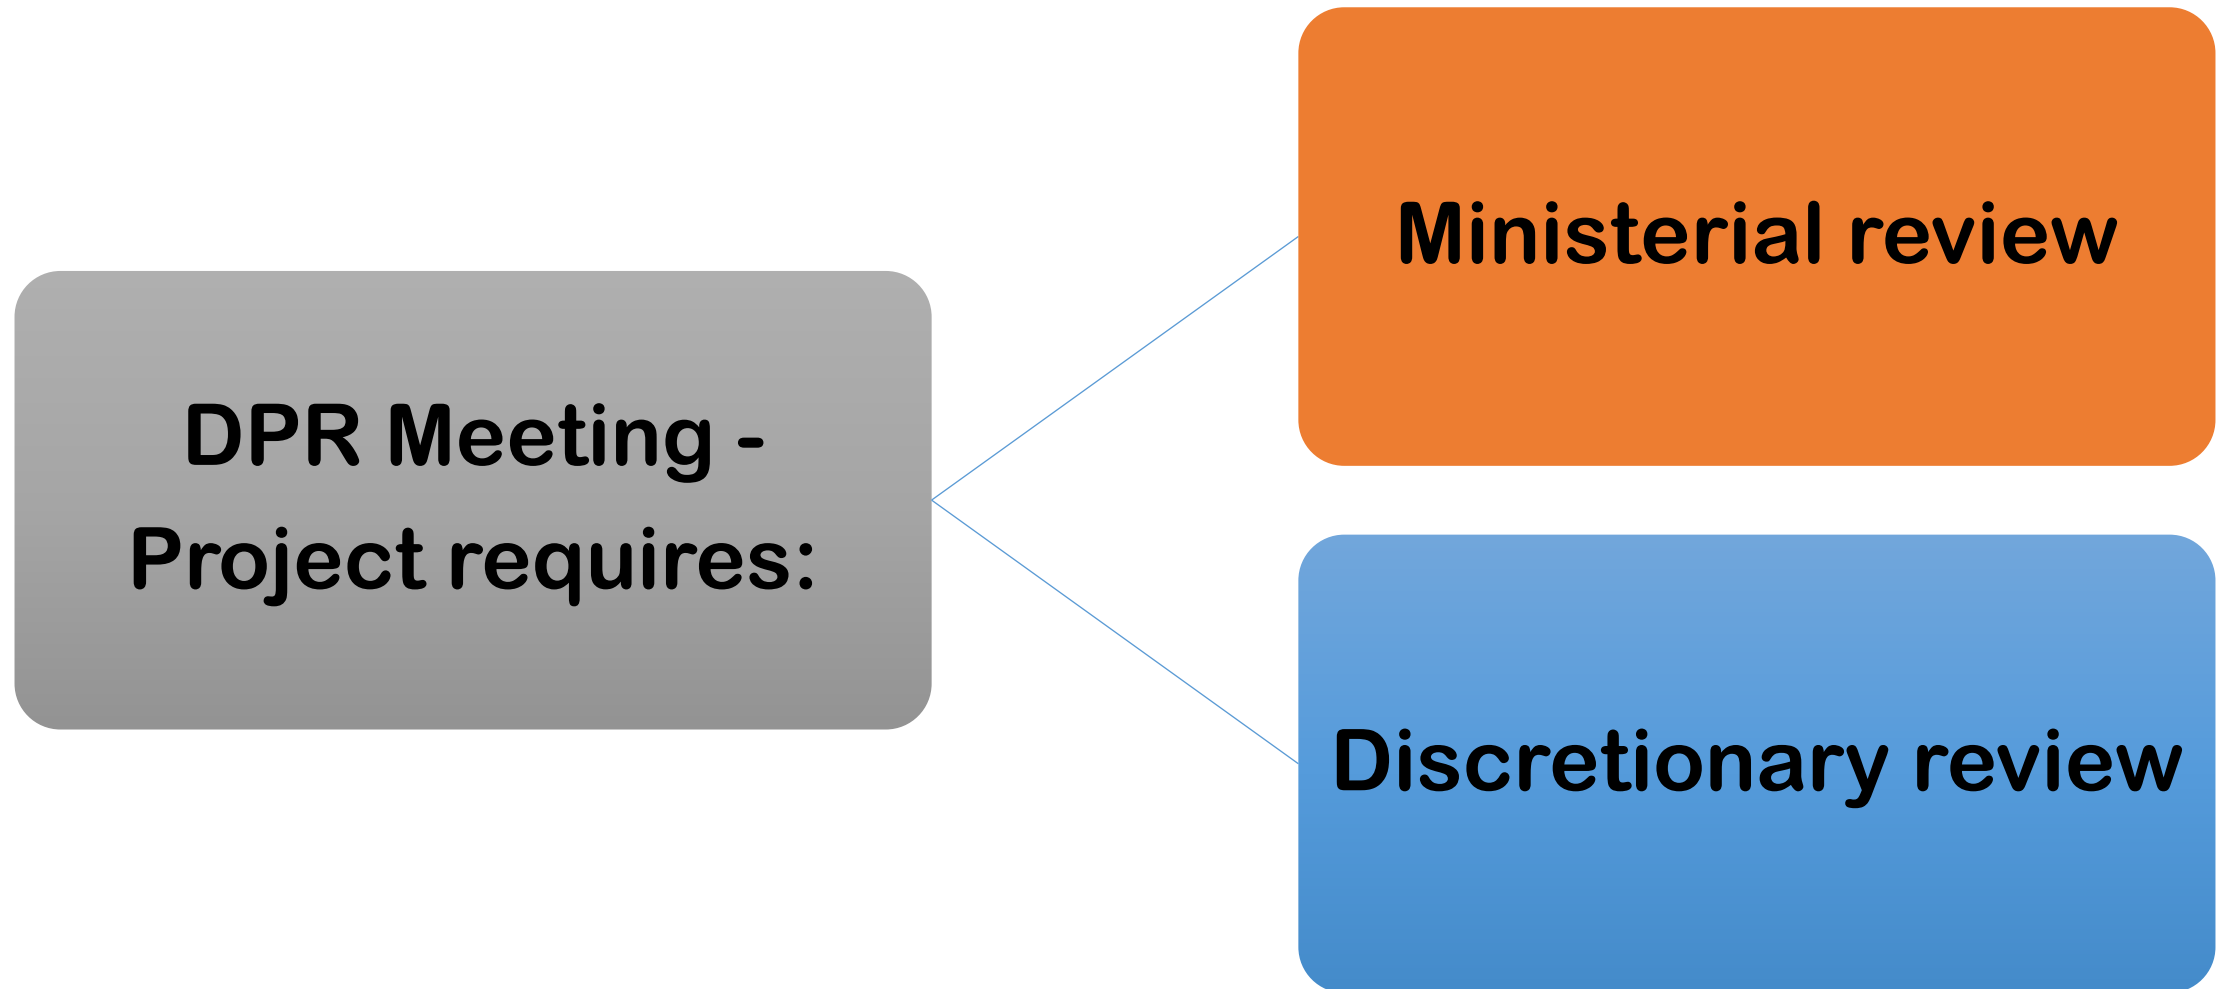 DPR Meeting -
Project requires:
Ministerial review
Discretionary review